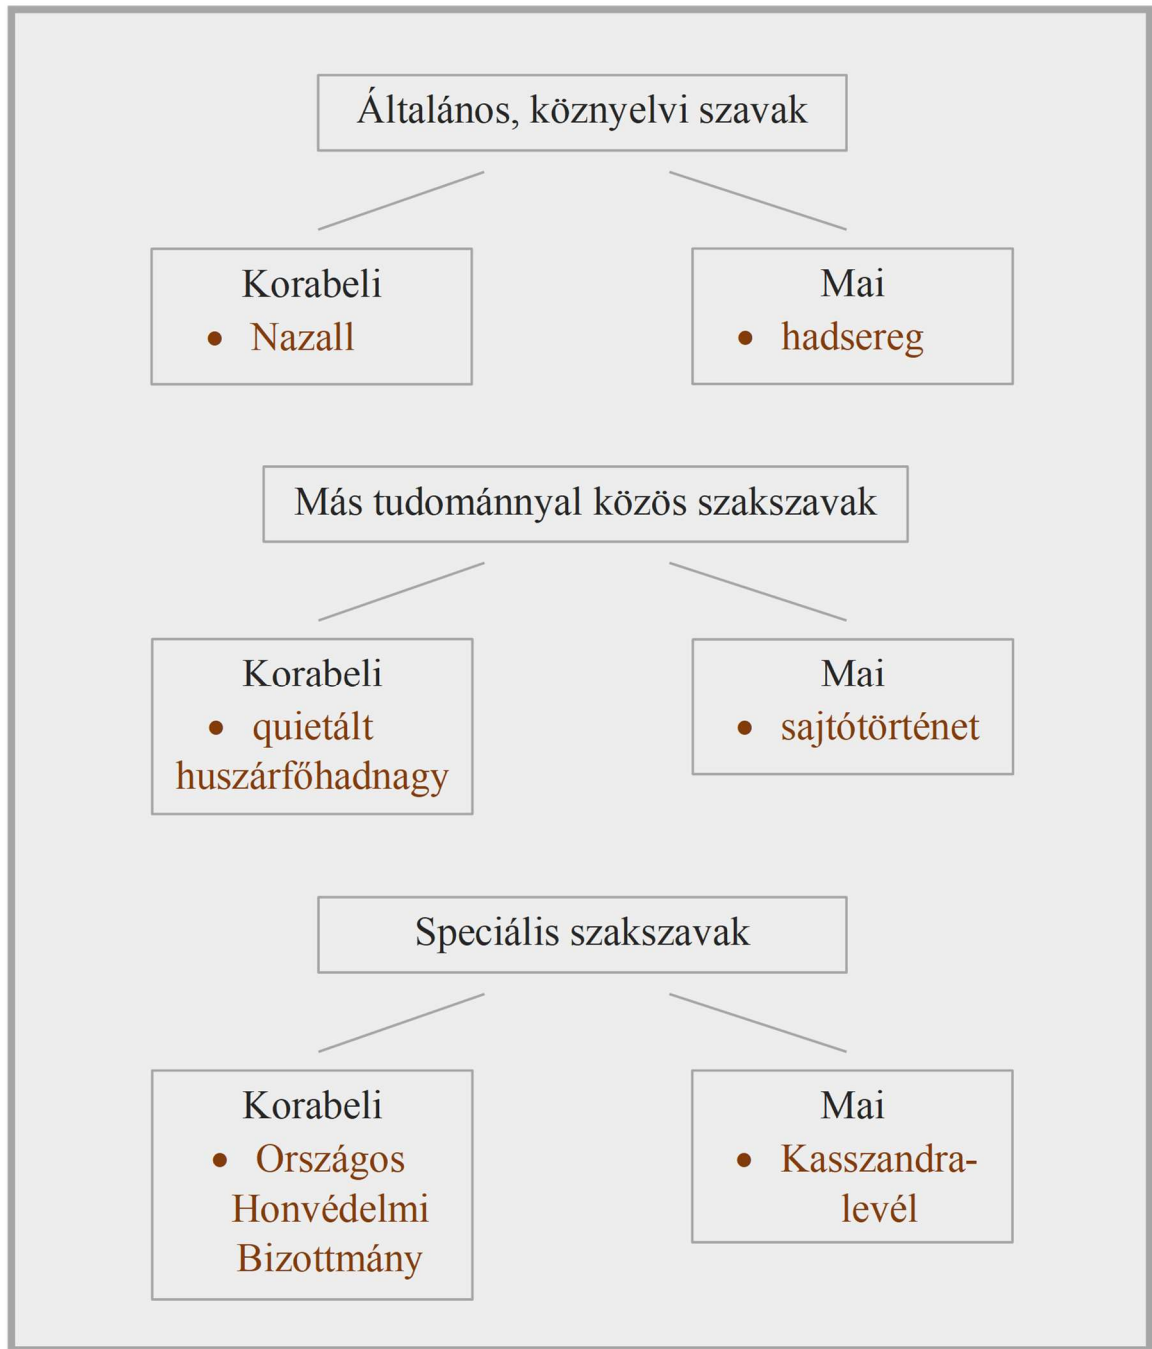 Általános, köznyelvi szavak
Korabeli
• Nazall
Mai
• hadsereg
Más tudománnyal közös szakszavak
Korabeli
• quietált
huszárfőhadnagy
Mai
• sajtótörténet
Speciális szakszavak
Korabeli
• Országos
Honvédelmi
Bizottmány
Mai
• Kasszandra-
levél